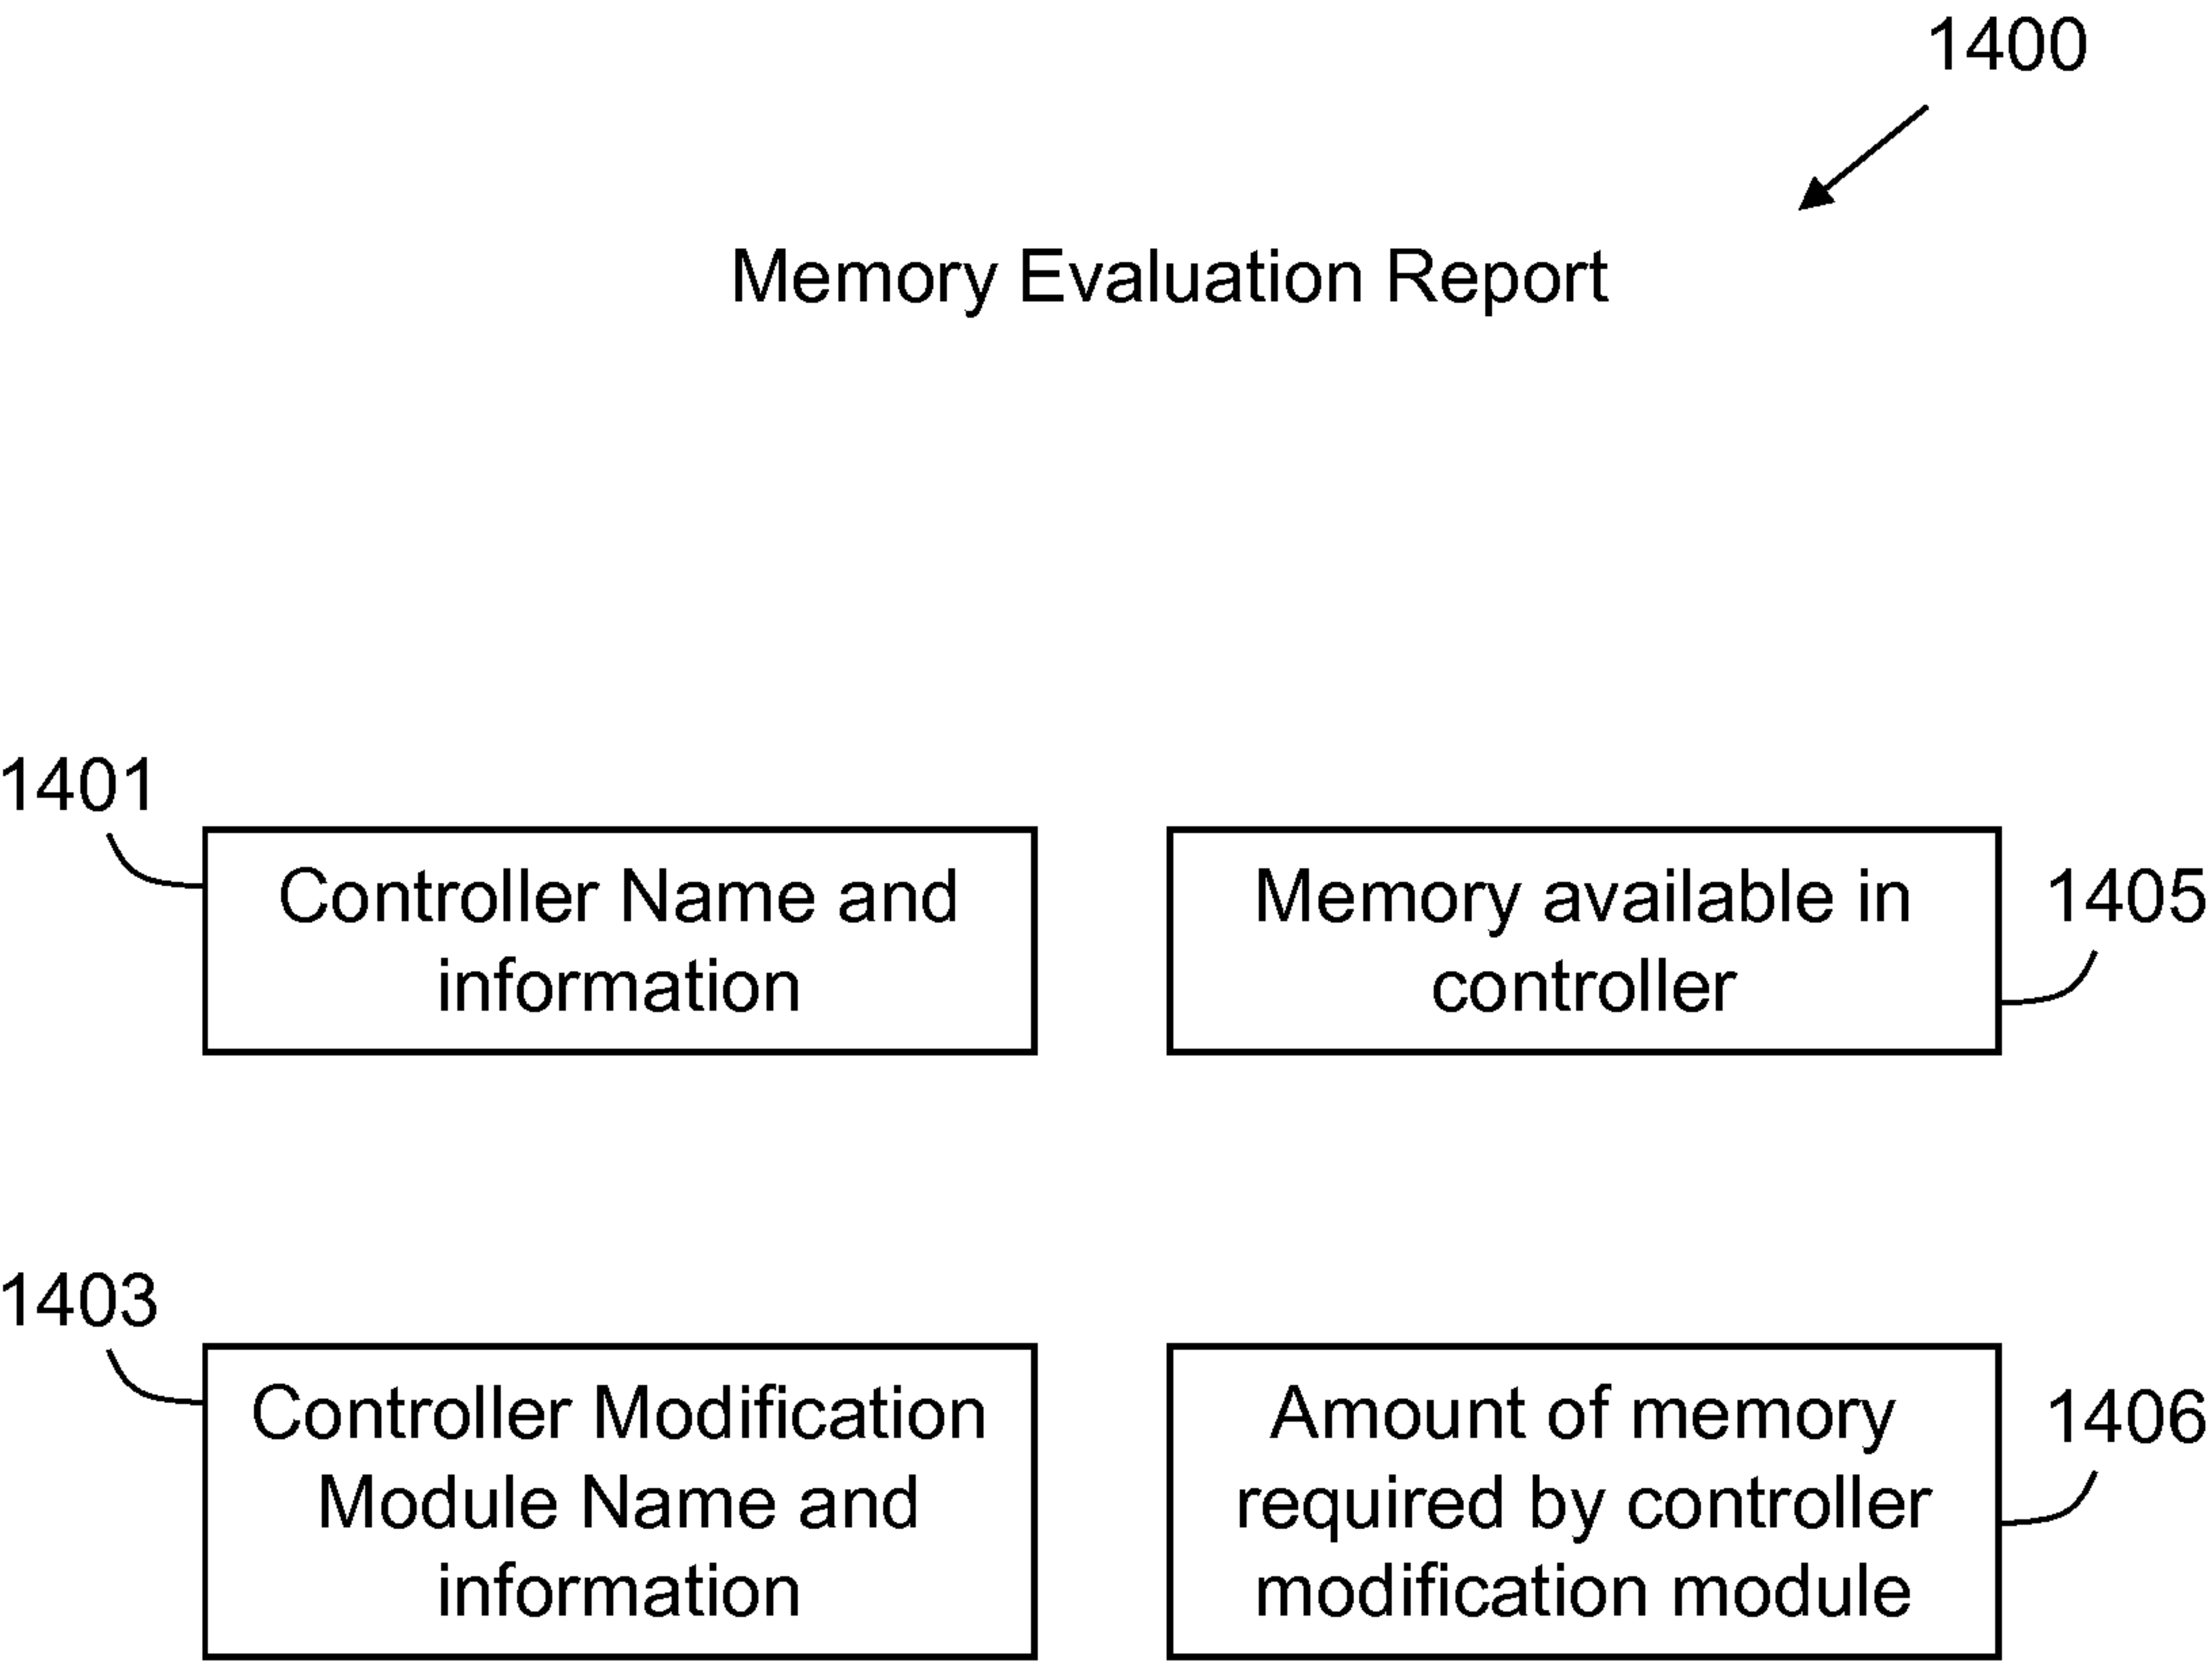 1400
Memory Evaluation Report
1401
Controller Name and
information
Memory available in
controller
1405
1403
Controller Modification
Module Name and
information
Amount of memory
required by controller
modification module
1406